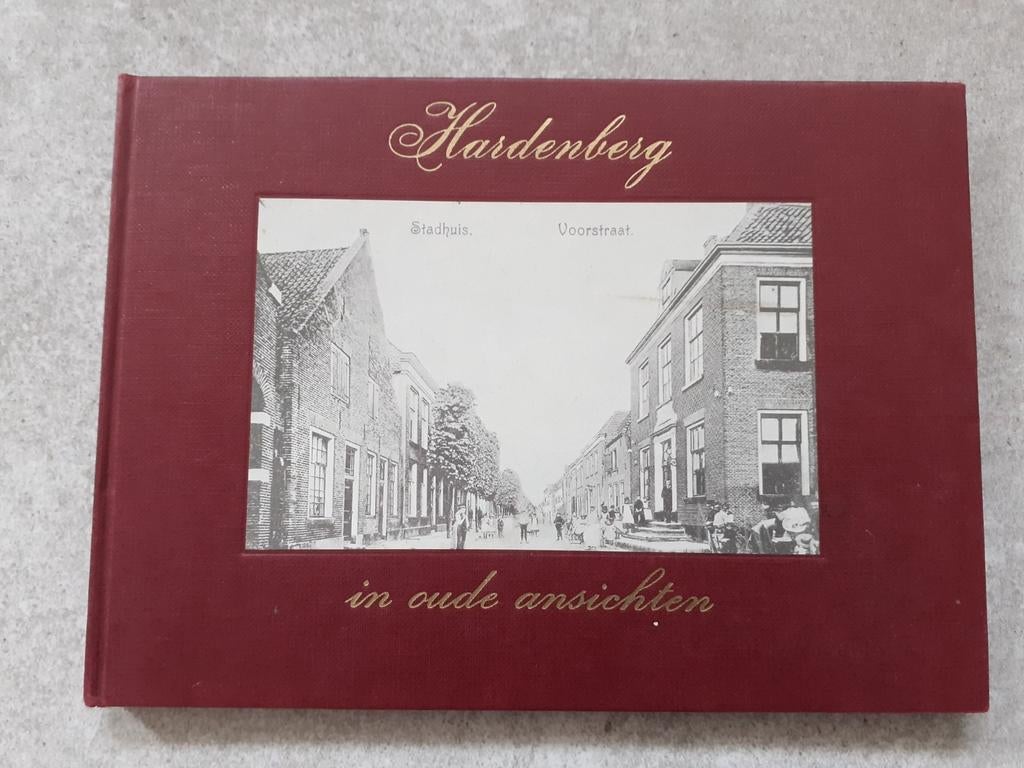 Hardenberg
Stadhuis. Voorstraat.
in oude ansichten